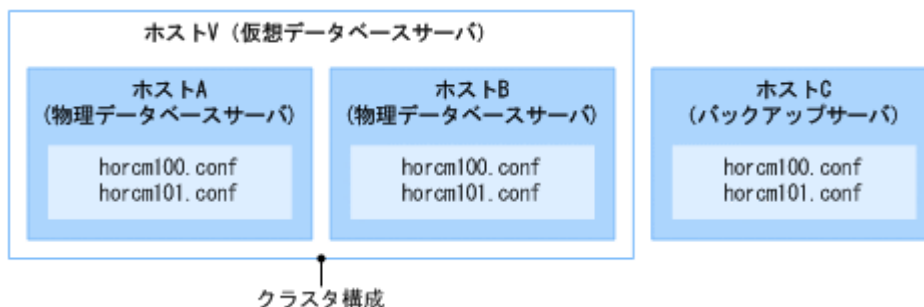 ホストV（仮想データベースサーバ）
ホストA
(物理データベースサーバ)
horcm100.conf
horcm101.conf
ホストB
(物理データベースサーバ)
horcm100.conf
horcm101.conf
ホストC
(バックアップサーバ)
horcm100.conf
horcm101.conf
クラスタ構成